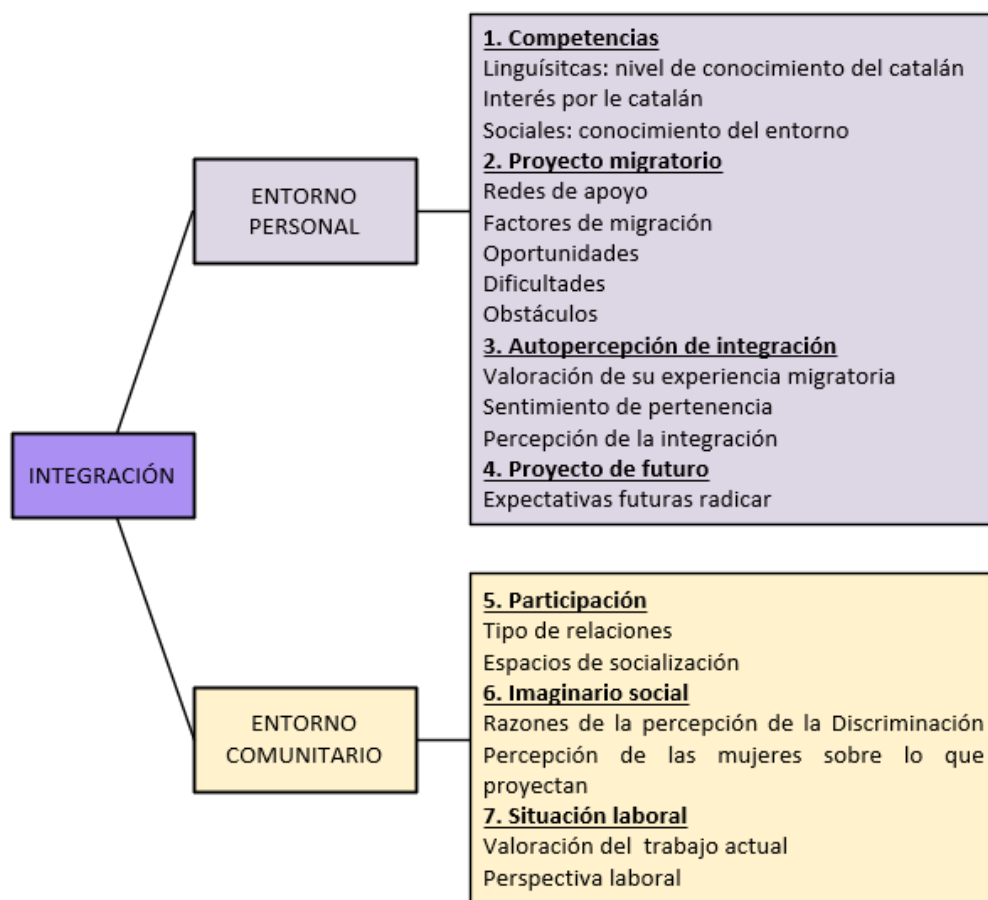 INTEGRACIÓN
ENTORNO
PERSONAL
1. Competencias
Linguísitcas: nivel de conocimiento del catalán
Interés por le catalán
Sociales: conocimiento del entorno
2. Proyecto migratorio
Redes de apoyo
Factores de migración
Oportunidades
Dificultades
Obstáculos
3. Autopercepción de integración
Valoración de su experiencia migratoria
Sentimiento de pertenencia
Percepción de la integración
4. Proyecto de futuro
Expectativas futuras radicar
ENTORNO
COMUNITARIO
5. Participación
Tipo de relaciones
Espacios de socialización
6. Imaginario social
Razones de la percepción de la Discriminación
Percepción de las mujeres sobre lo que
proyectan
7. Situación laboral
Valoración del trabajo actual
Perspectiva laboral